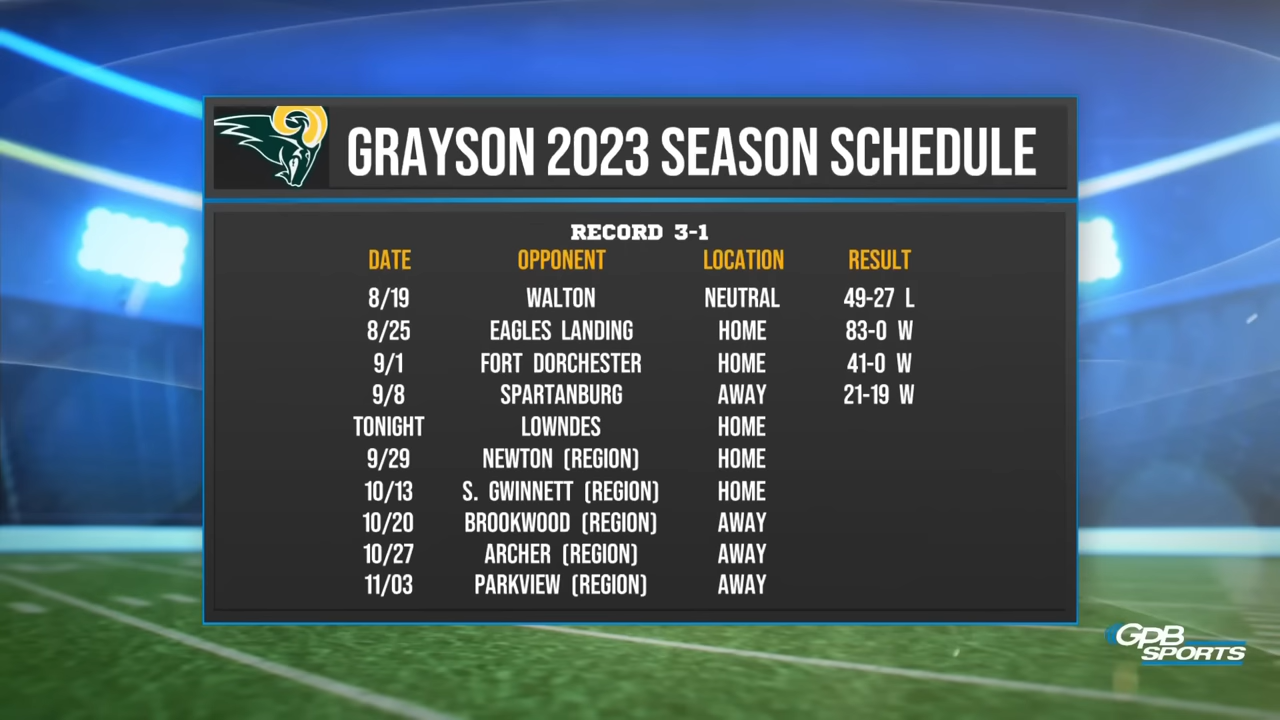 GRAYSON 2023 SEASON SCHEDULE
RECORD 3-1
DATE OPPONENT LOCATION RESULT
8/19 WALTON NEUTRAL 49-27 L
8/25 EAGLES LANDING HOME 83-0 W
9/1 FORT DORCHESTER HOME 41-0 W
9/8 SPARTANBURG AWAY 21-19 W
TONIGHT LOWNDES HOME
9/29 NEWTON (REGION) HOME
10/13 S. GWINNETT (REGION) HOME
10/20 BROOKWOOD (REGION) AWAY
10/27 ARCHER (REGION) AWAY
11/03 PARKVIEW (REGION) AWAY
GPB
SPORTS